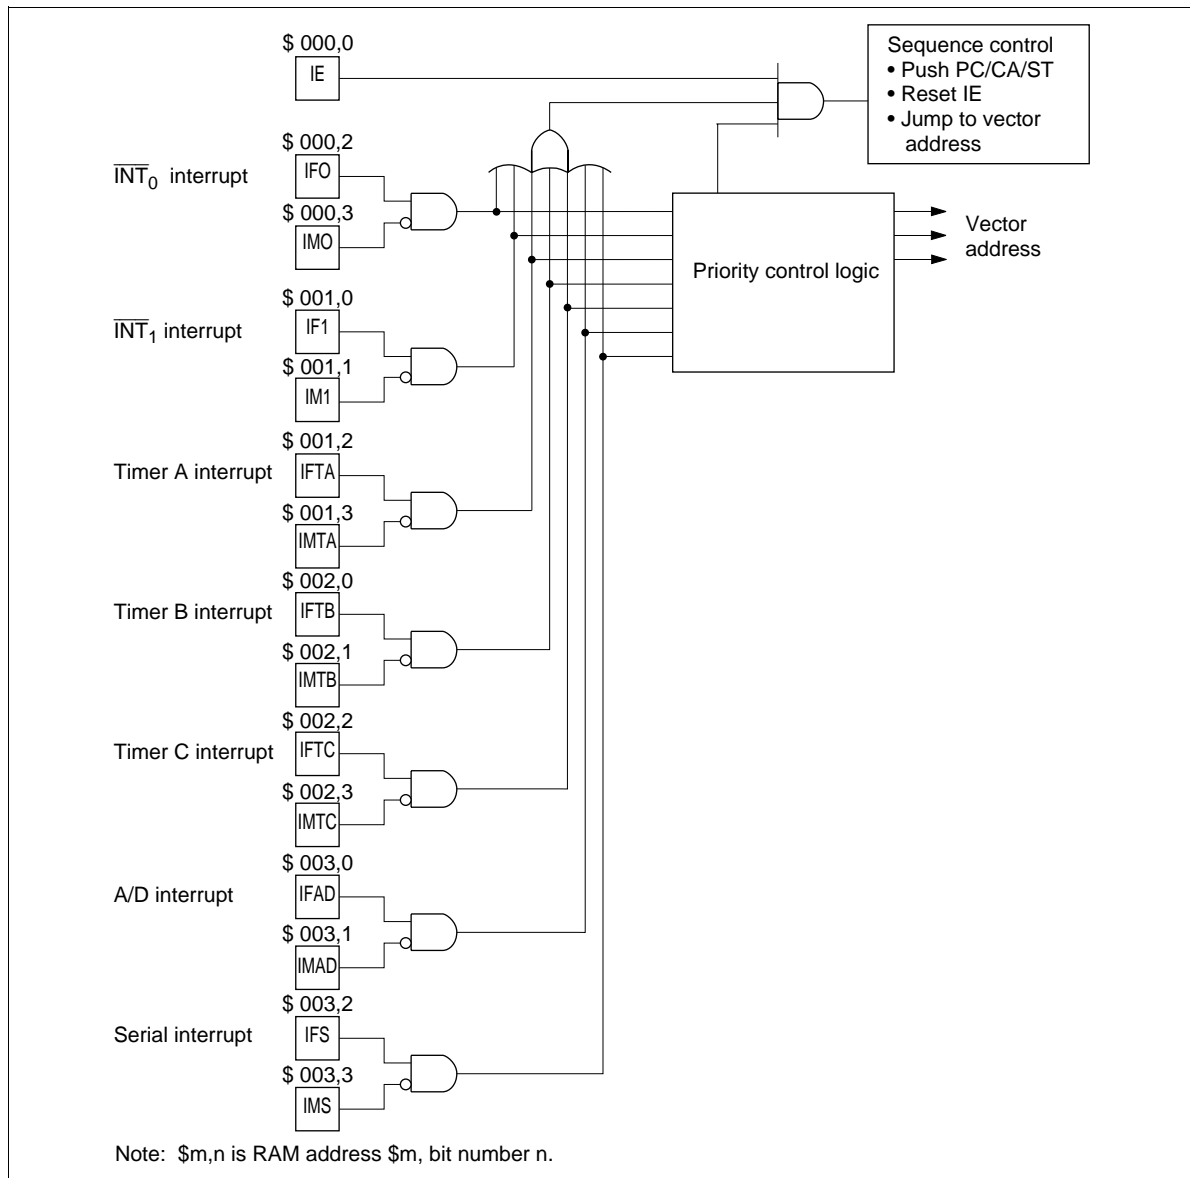 $ 000,0
IE
Sequence control
• Push PC/CA/ST
• Reset IE
• Jump to vector
address
$ 000,2
INT0 interrupt
IFO
$ 000,3
IMO
Priority control logic
Vector
address
$ 001,0
INT1 interrupt
IF1
$ 001,1
IM1
$ 001,2
Timer A interrupt
IFTA
$ 001,3
IMTA
$ 002,0
Timer B interrupt
IFTB
$ 002,1
IMTB
$ 002,2
Timer C interrupt
IFTC
$ 002,3
IMTC
$ 003,0
A/D interrupt
IFAD
$ 003,1
IMAD
$ 003,2
Serial interrupt
IFS
$ 003,3
IMS
Note: $m,n is RAM address $m, bit number n.